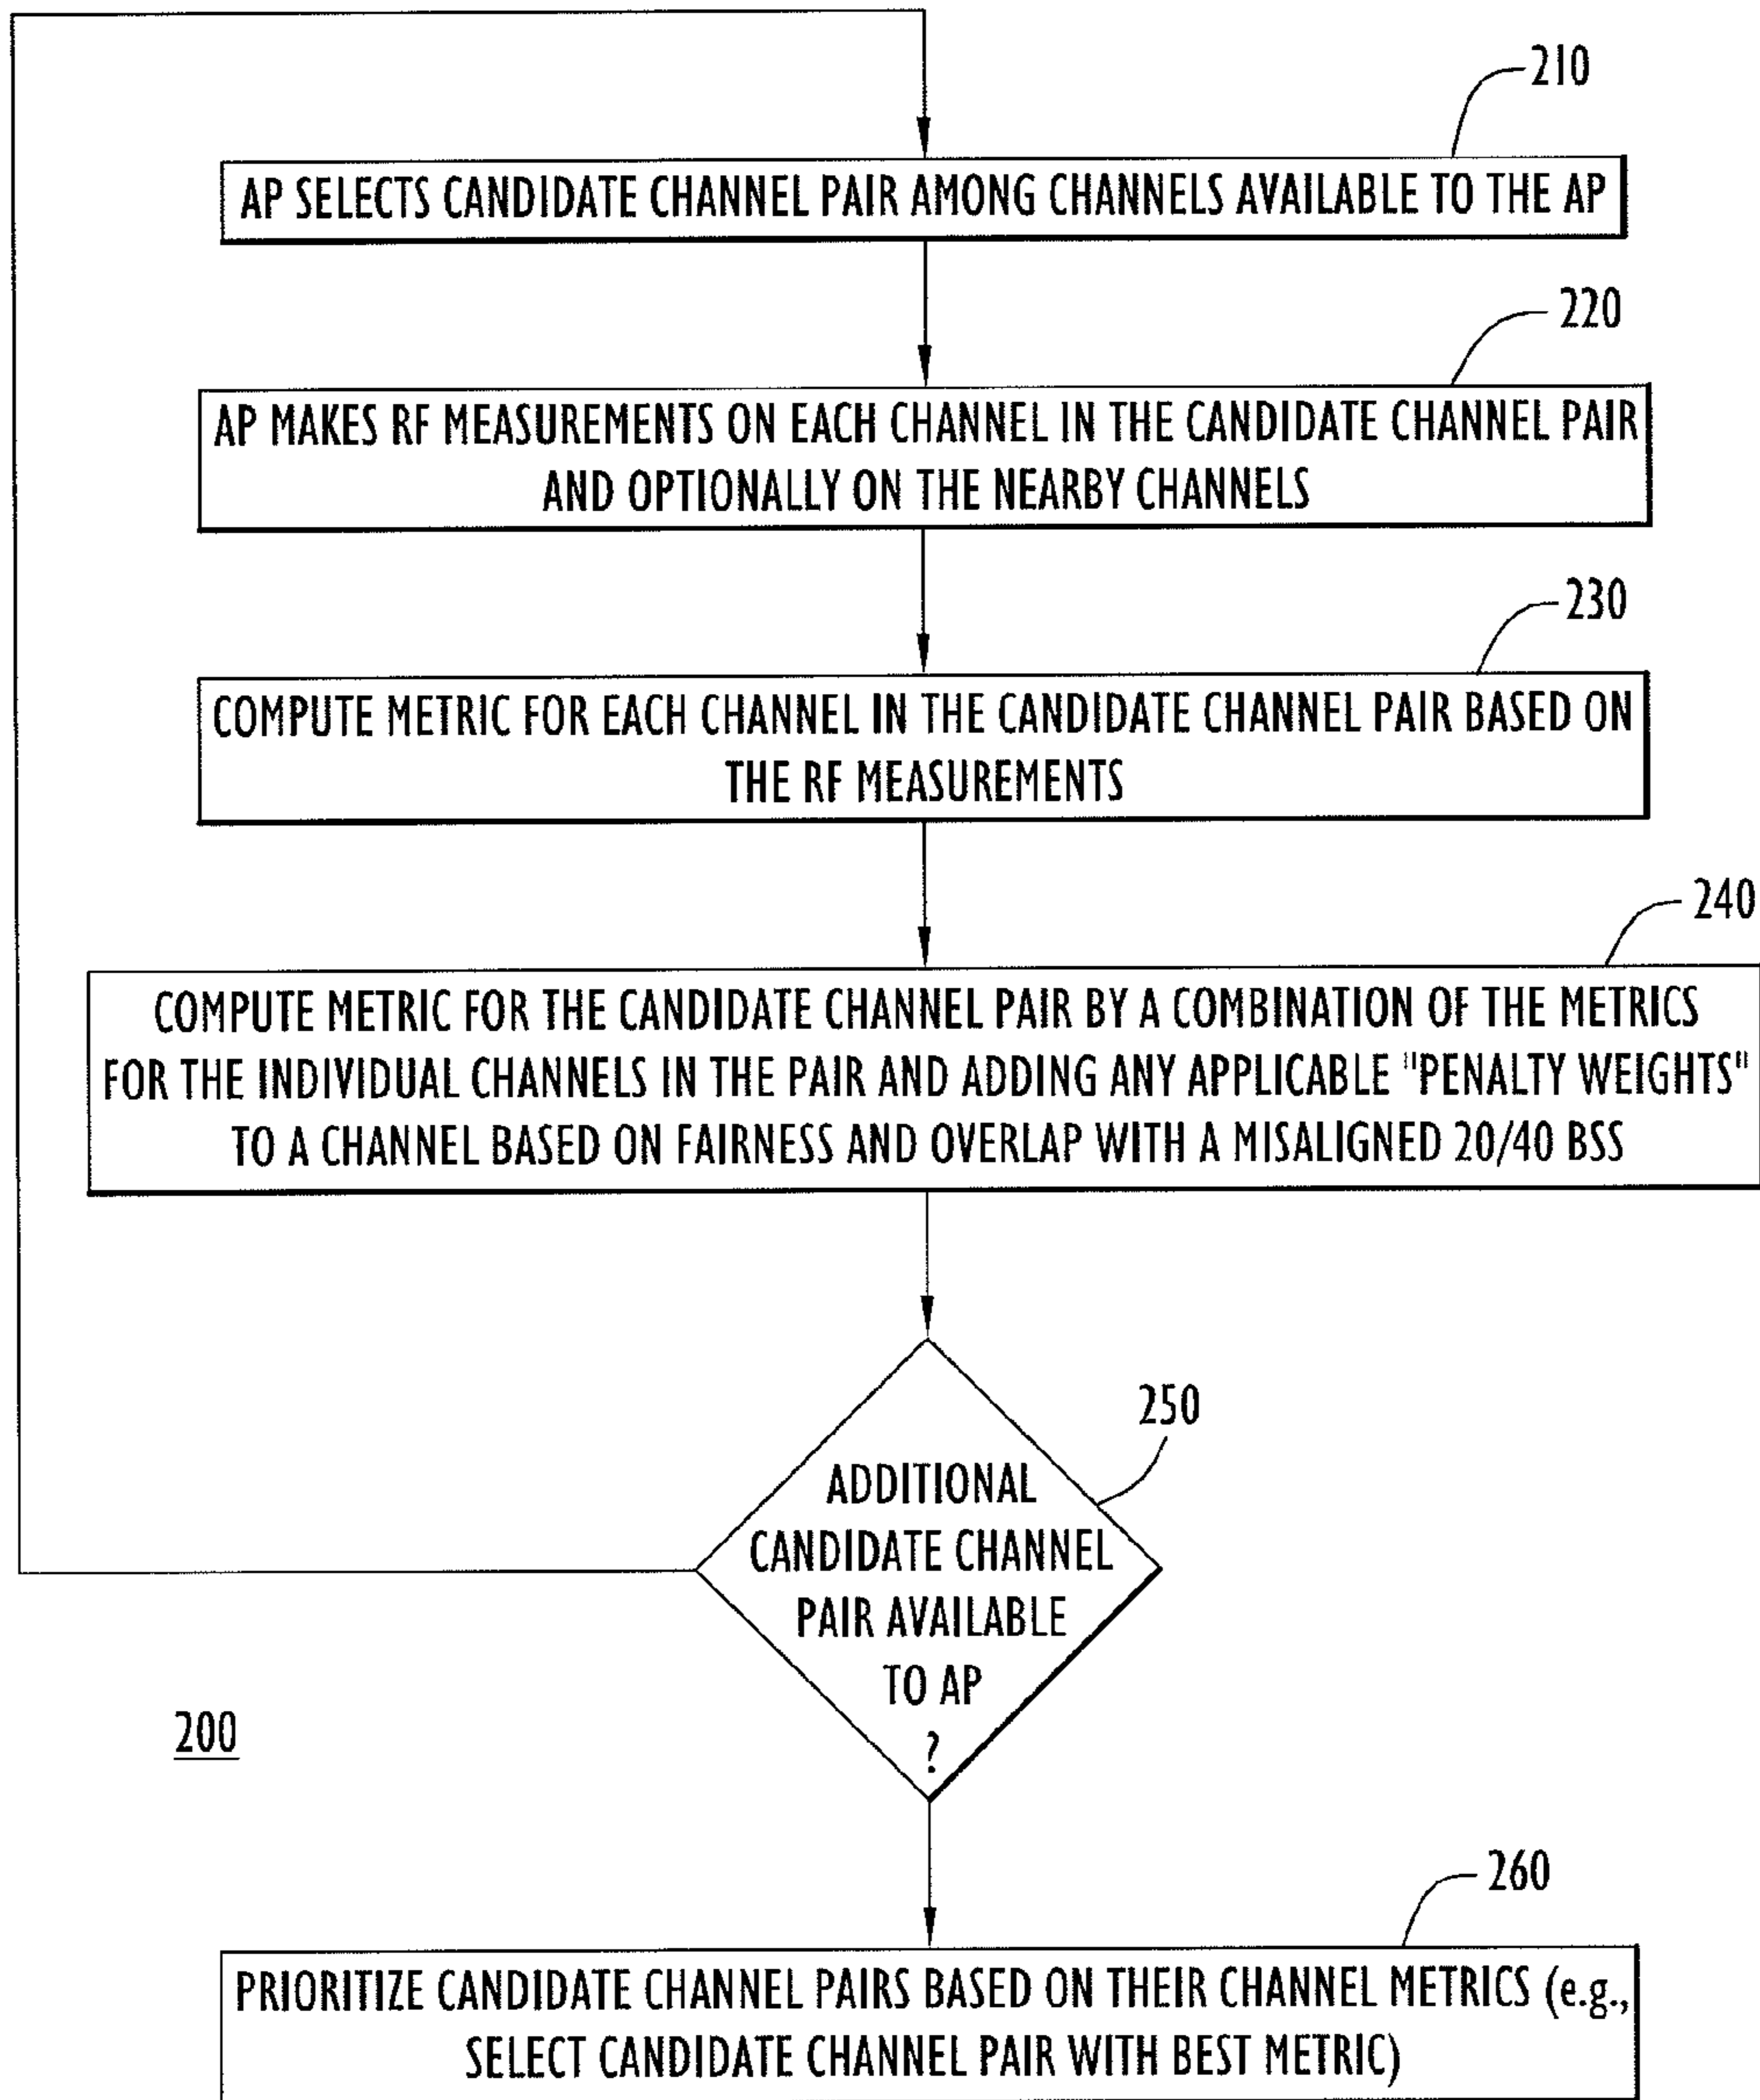 210
AP SELECTS CANDIDATE CHANNEL PAIR AMONG CHANNELS AVAILABLE TO THE AP
220
AP MAKES RF MEASUREMENTS ON EACH CHANNEL IN THE CANDIDATE CHANNEL PAIR
AND OPTIONALLY ON THE NEARBY CHANNELS
230
COMPUTE METRIC FOR EACH CHANNEL IN THE CANDIDATE CHANNEL PAIR BASED ON
THE RF MEASUREMENTS
240
COMPUTE METRIC FOR THE CANDIDATE CHANNEL PAIR BY A COMBINATION OF THE METRICS
FOR THE INDIVIDUAL CHANNELS IN THE PAIR AND ADDING ANY APPLICABLE "PENALTY WEIGHTS"
TO A CHANNEL BASED ON FAIRNESS AND OVERLAP WITH A MISALIGNED 20/40 BSS
250
ADDITIONAL
CANDIDATE CHANNEL
PAIR AVAILABLE
TO AP
?
200
260
PRIORITIZE CANDIDATE CHANNEL PAIRS BASED ON THEIR CHANNEL METRICS (e.g.,
SELECT CANDIDATE CHANNEL PAIR WITH BEST METRIC)